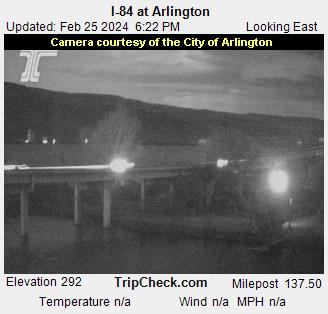 I-84 at Arlington
Updated: Feb 25 2024 6:22 PM Looking East
Camera courtesy of the City of Arlington
Elevation 292 TripCheck.com Milepost 137.50
Temperature n/a Wind n/a MPH n/a